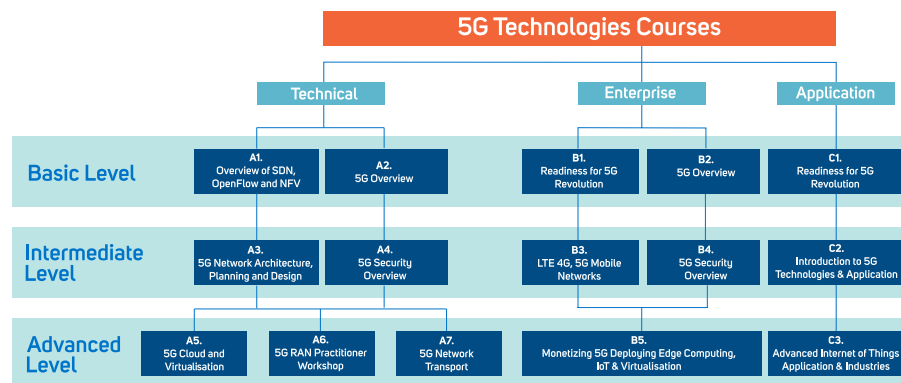 5G Technologies Courses
Technical
Enterprise
Application
Basic Level
A1.
Overview of SDN,
OpenFlow and NFV
A2.
5G Overview
B1.
Readiness for 5G
Revolution
B2.
5G Overview
C1.
Readiness for 5G
Revolution
Intermediate
Level
A3.
5G Network Architecture,
Planning and Design
A4.
5G Security
Overview
B3.
LTE 4G, 5G Mobile
Networks
B4.
5G Security
Overview
C2.
Introduction to 5G
Technologies & Application
Advanced
Level
A5.
5G Cloud and
Virtualisation
A6.
5G RAN Practitioner
Workshop
A7.
5G Network
Transport
B5.
Monetizing 5G Deploying Edge Computing,
IoT & Virtualisation
C3.
Advanced Internet of Things
Application & Industries